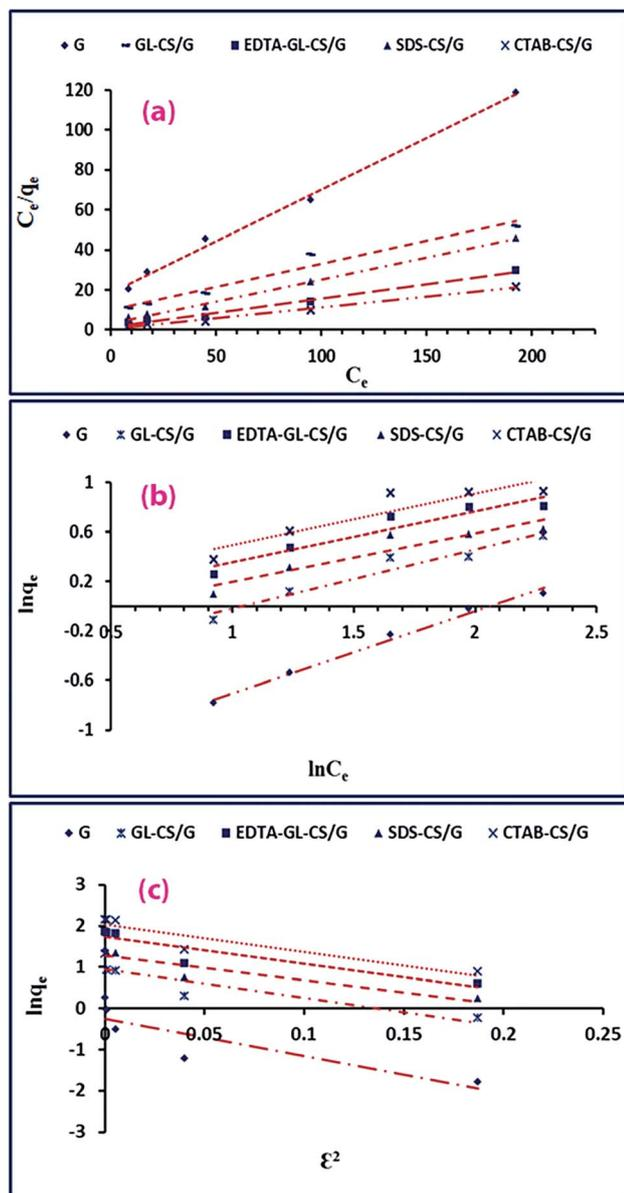 G GL-CS/G EDTA-GL-CS/G SDS-CS/G CTAB-CS/G
(a)
Ce/qe
120
100
80
60
40
20
0
0 50 100 150 200
Ce
G GL-CS/G EDTA-GL-CS/G SDS-CS/G CTAB-CS/G
(b)
lnqe
1
0.6
0.2
-0.2
-0.6
-1
0.5 1 1.5 2 2.5
lnCe
G GL-CS/G EDTA-GL-CS/G SDS-CS/G CTAB-CS/G
(c)
lnqe
3
2
1
0
-1
-2
-3
0 0.05 0.1 0.15 0.2 0.25
Ɛ²